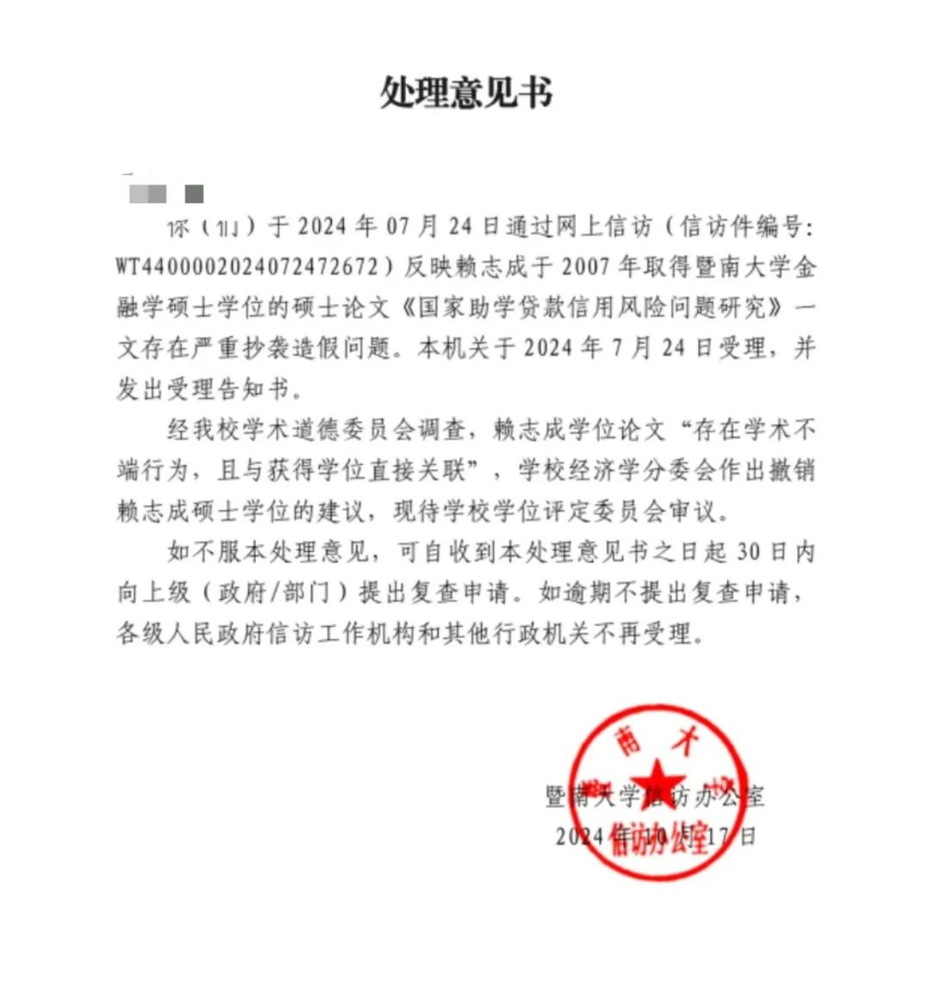 处理意见书
你（们）于 2024 年 07 月 24 日通过网上信访（信访件编号：
WT4400002024072472672）反映赖志成于 2007 年取得暨南大学金
融学硕士学位的硕士论文《国家助学贷款信用风险问题研究》一
文存在严重抄袭造假问题。本机关于 2024 年 7 月 24 日受理，并
发出受理告知书。
经我校学术道德委员会调查，赖志成学位论文“存在学术不
端行为，且与获得学位直接关联”，学校经济学分委会作出撤销
赖志成硕士学位的建议，现待学校学位评定委员会审议。
如不服本处理意见，可自收到本处理意见书之日起 30 日内
向上级（政府/部门）提出复查申请。如逾期不提出复查申请，
各级人民政府信访工作机构和其他行政机关不再受理。
暨南大学
暨南大学信访办公室
2024 年 10 月 17 日
信访办公室